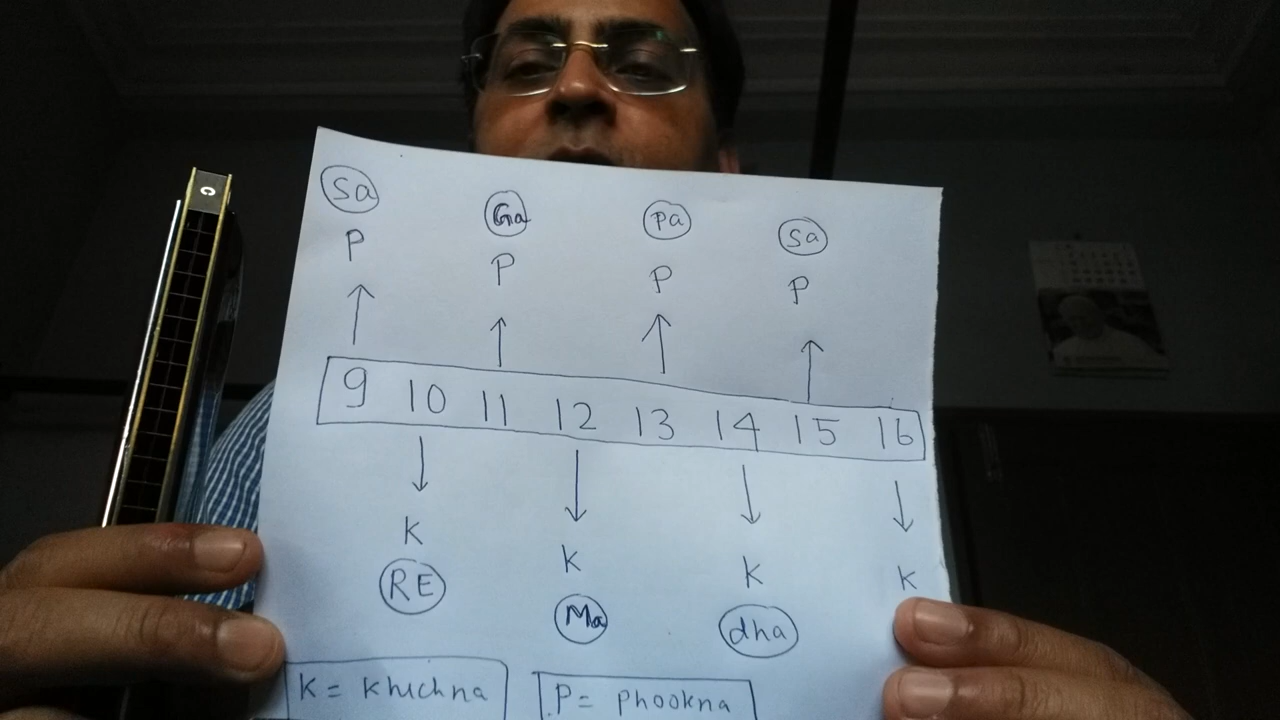 C
Sa Ga Pa Sa
P P P P
9 10 11 12 13 14 15 16
K K K K
RE Ma dha
K = Khichna P = Phookna